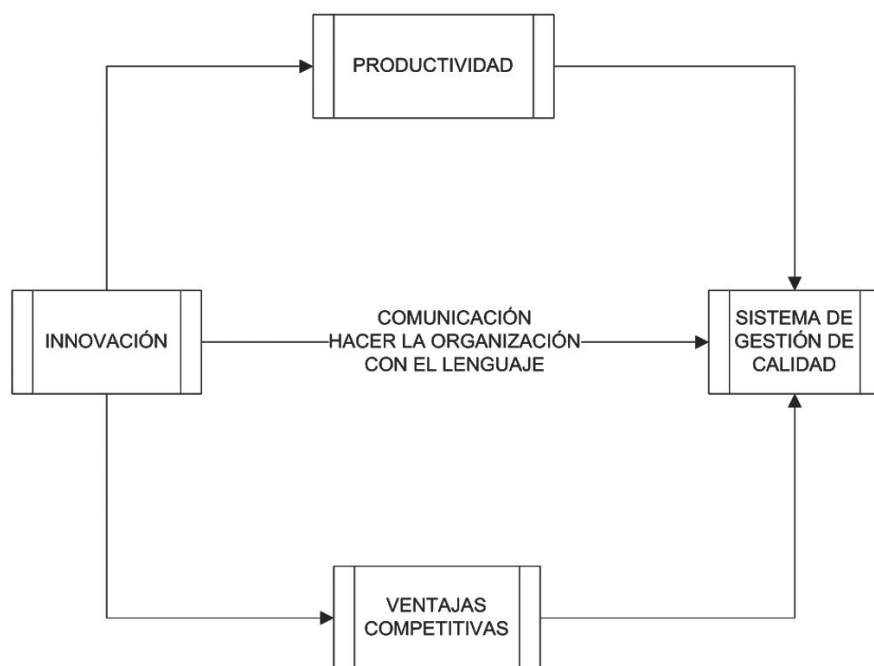 PRODUCTIVIDAD
INNOVACIÓN
COMUNICACIÓN
HACER LA ORGANIZACIÓN
CON EL LENGUAJE
SISTEMA DE
GESTIÓN DE
CALIDAD
VENTAJAS
COMPETITIVAS